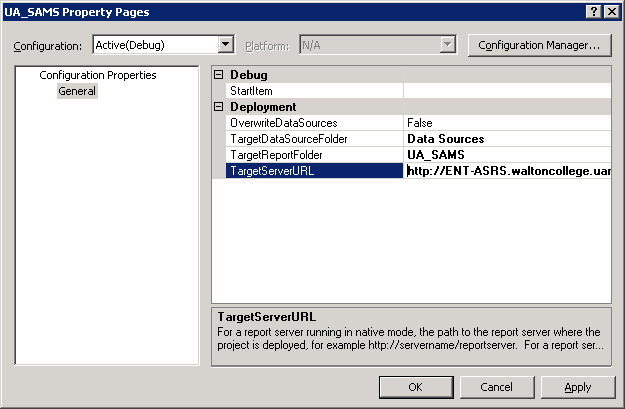 UA_SAMS Property Pages
Configuration: Active(Debug) Platform: N/A Configuration Manager...
Configuration Properties
General
Debug
StartItem
Deployment
OverwriteDataSources False
TargetDataSourceFolder Data Sources
TargetReportFolder UA_SAMS
TargetServerURL http://ENT-ASRS.waltoncollege.uar
TargetServerURL
For a report server running in native mode, the path to the report server where the
project is deployed, for example http://servername/reportserver. For a report ser...
OK Cancel Apply